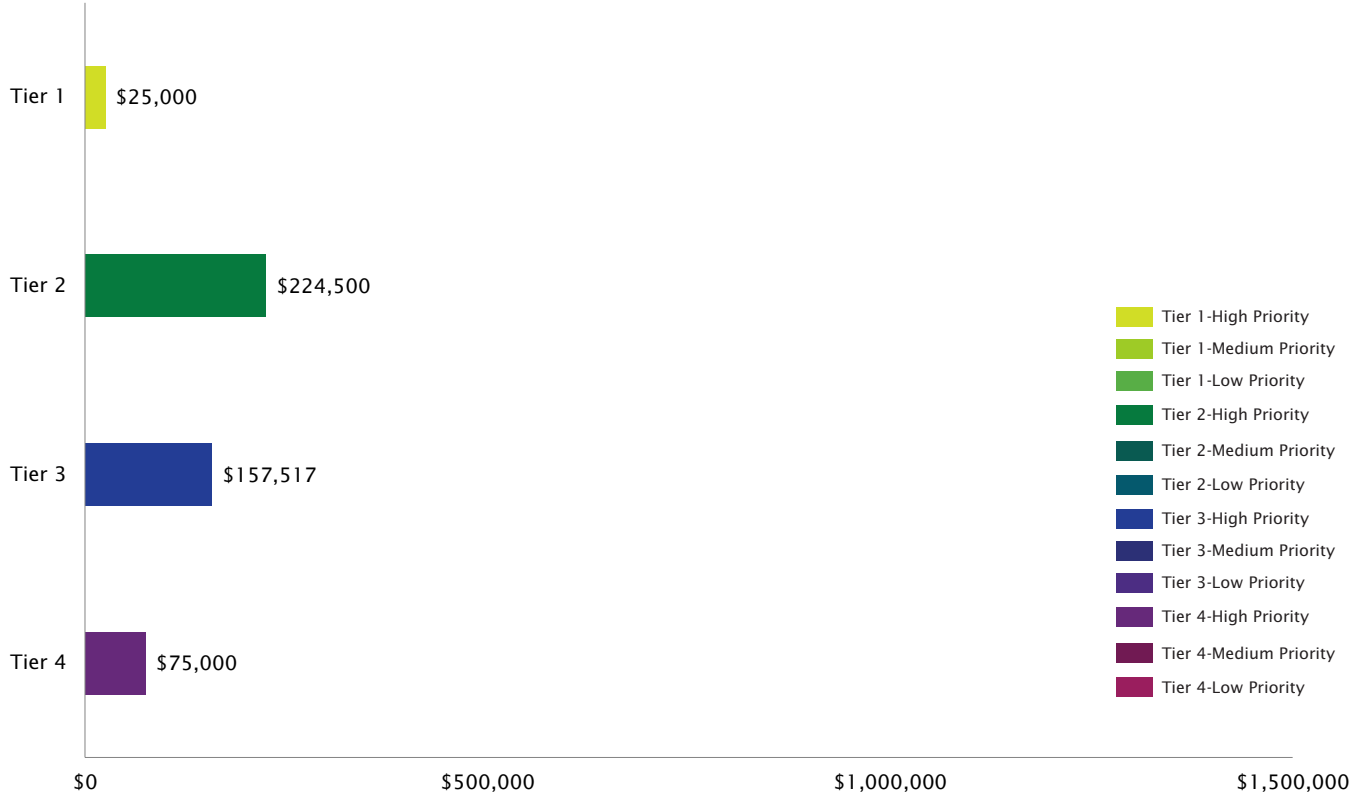 Tier 1
$25,000
Tier 2
$224,500
Tier 3
$157,517
Tier 4
$75,000
Tier 1-High Priority
Tier 1-Medium Priority
Tier 1-Low Priority
Tier 2-High Priority
Tier 2-Medium Priority
Tier 2-Low Priority
Tier 3-High Priority
Tier 3-Medium Priority
Tier 3-Low Priority
Tier 4-High Priority
Tier 4-Medium Priority
Tier 4-Low Priority
$0 $500,000 $1,000,000 $1,500,000